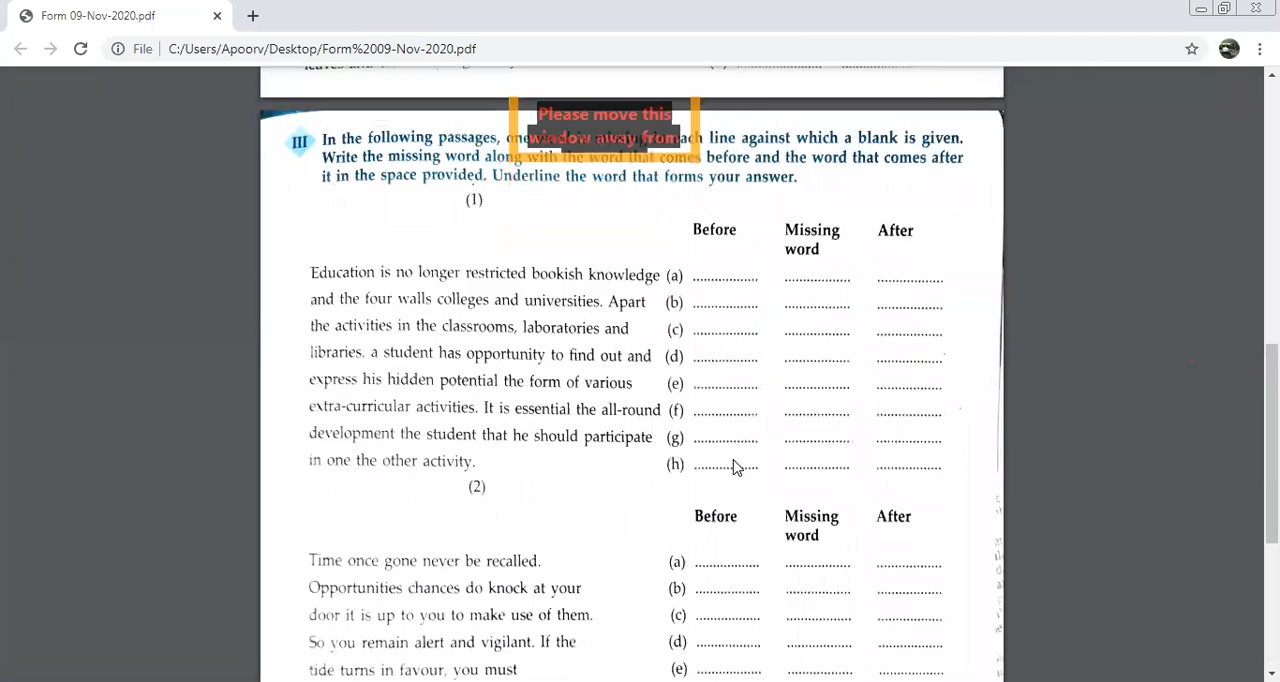 Form 09-Nov-2020.pdf
File
C:/Users/Apoorv/Desktop/Form%2009-Nov-2020.pdf
Please move this
window away from
III In the following passages, ach line against which a blank is given.
Write the missing word along with the word that comes before and the word that comes after
it in the space provided. Underline the word that forms your answer.
(1)
Before Missing After
word
Education is no longer restricted bookish knowledge (a)
and the four walls colleges and universities. Apart (b)
the activities in the classrooms, laboratories and (c)
libraries. a student has opportunity to find out and (d)
express his hidden potential the form of various (e)
extra-curricular activities. It is essential the all-round (f)
development the student that he should participate (g)
in one the other activity. (h)
(2)
Before Missing After
word
Time once gone never be recalled. (a)
Opportunities chances do knock at your (b)
door it is up to you to make use of them. (c)
So you remain alert and vigilant. If the (d)
tide turns in favour, you must (e)